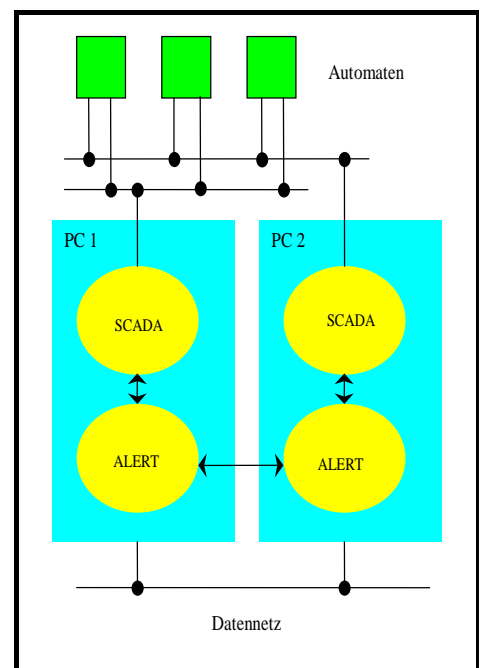 Automaten
PC 1
PC 2
SCADA
SCADA
ALERT
ALERT
Datennetz